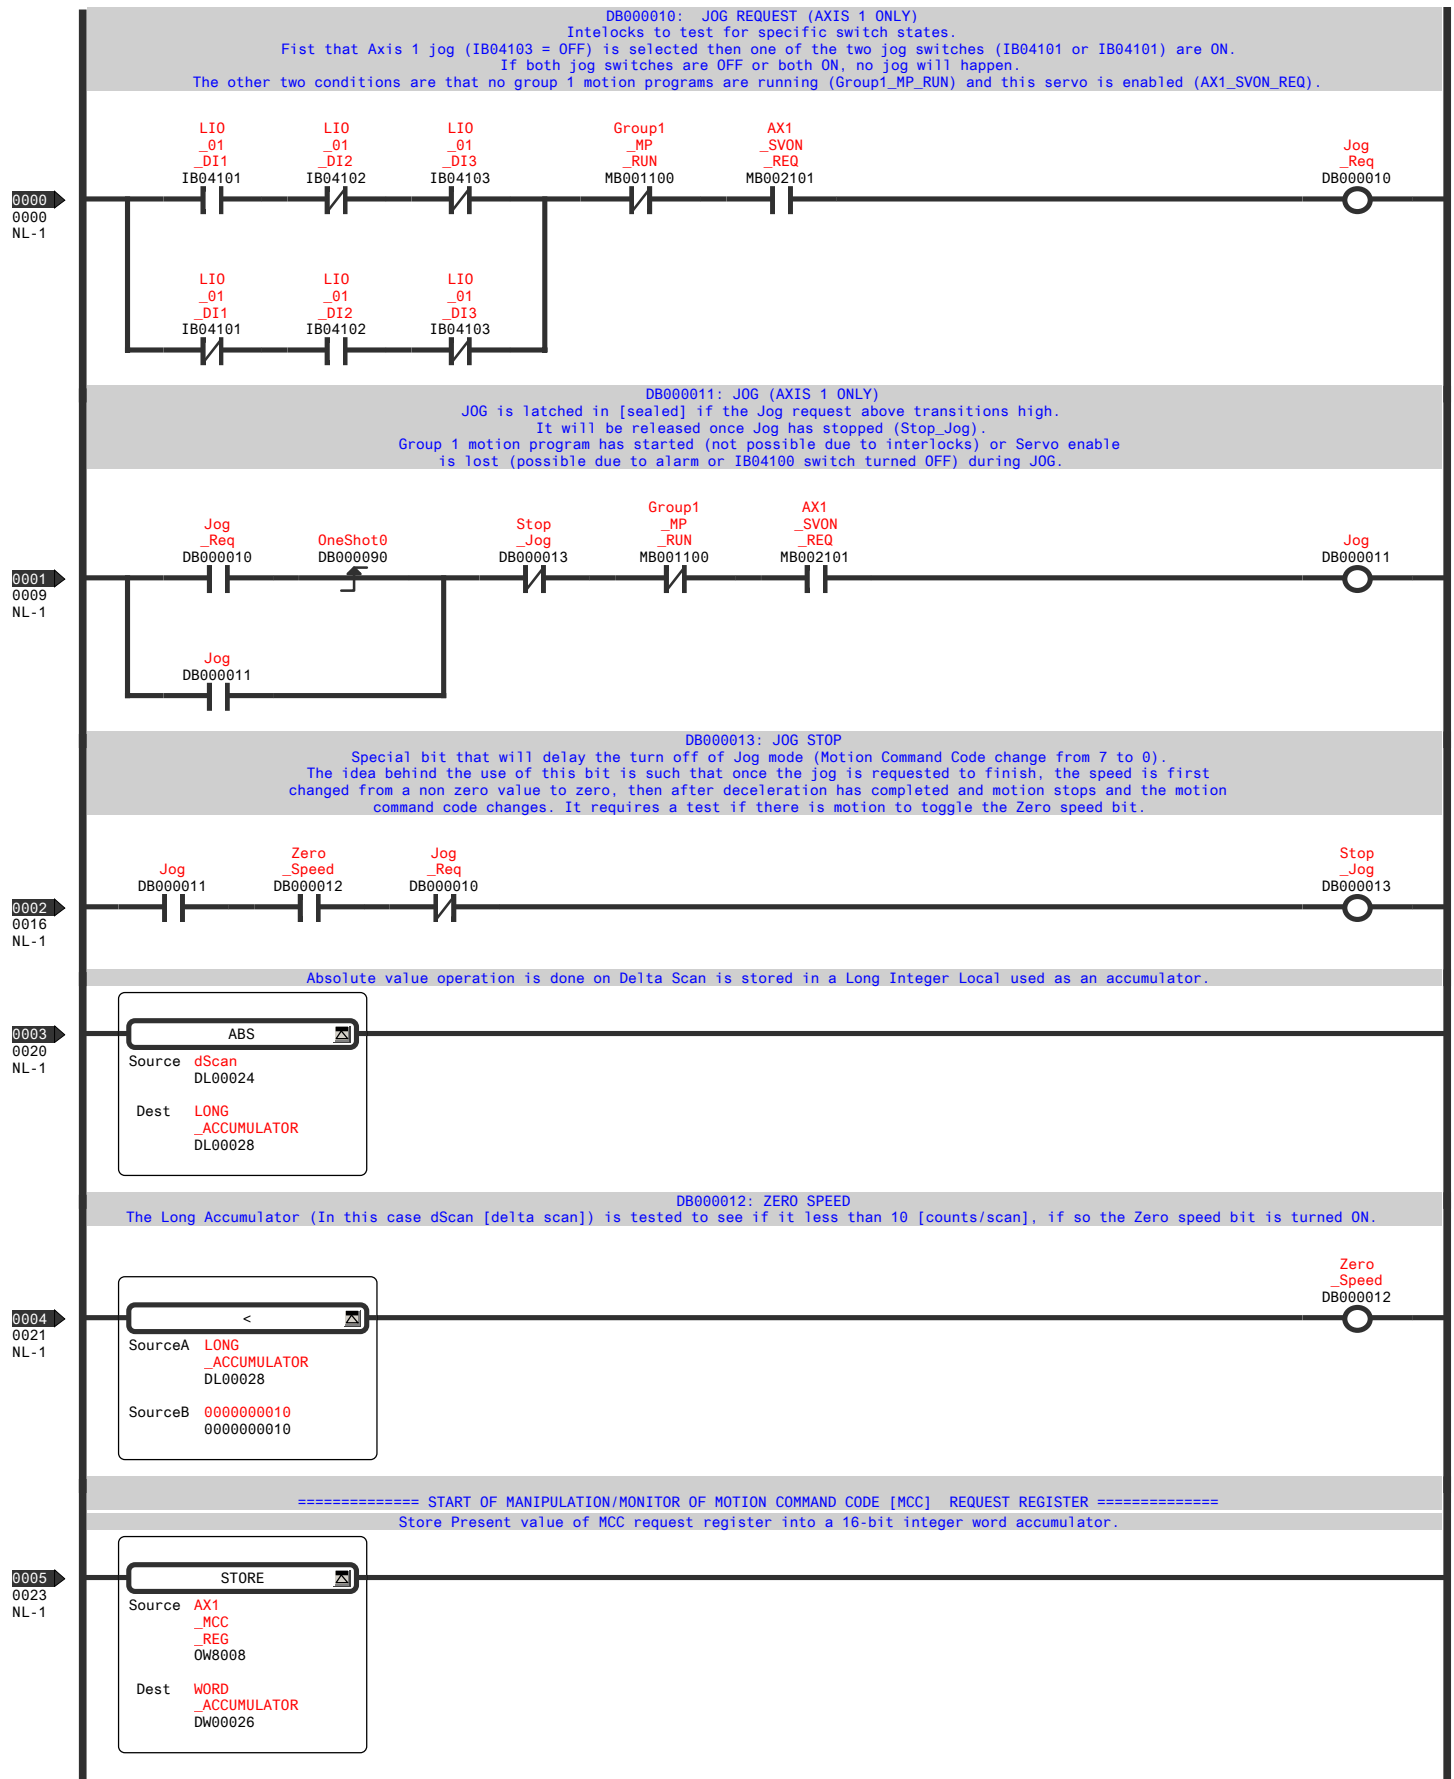 DB000010:  JOG REQUEST (AXIS 1 ONLY)
Intelocks to test for specific switch states.
Fist that Axis 1 jog (IB04103 = OFF) is selected then one of the two jog switches (IB04101 or IB04101) are ON.
If both jog switches are OFF or both ON, no jog will happen.
The other two conditions are that no group 1 motion programs are running (Group1_MP_RUN) and this servo is enabled (AX1_SVON_REQ).
LIO LIO LIO Group1 AX1
_01 _01 _01 _MP _SVON Jog
_DI1 _DI2 _DI3 _RUN _REQ _Req
IB04101 IB04102 IB04103 MB001100 MB002101 DB000010
0000
0000
NL-1
LIO LIO LIO
_01 _01 _01
_DI1 _DI2 _DI3
IB04101 IB04102 IB04103
DB000011: JOG (AXIS 1 ONLY)
JOG is latched in [sealed] if the Jog request above transitions high.
It will be released once Jog has stopped (Stop_Jog).
Group 1 motion program has started (not possible due to interlocks) or Servo enable
is lost (possible due to alarm or IB04100 switch turned OFF) during JOG.
Group1 AX1
Jog Stop _MP _SVON
_Req OneShot0 _Jog _RUN _REQ Jog
DB000010 DB000090 DB000013 MB001100 MB002101 DB000011
0001
0009
NL-1
Jog
DB000011
DB000013: JOG STOP
Special bit that will delay the turn off of Jog mode (Motion Command Code change from 7 to 0).
The idea behind the use of this bit is such that once the jog is requested to finish, the speed is first
changed from a non zero value to zero, then after deceleration has completed and motion stops and the motion
command code changes. It requires a test if there is motion to toggle the Zero speed bit.
Zero Jog Stop
Jog _Speed _Req _Jog
DB000011 DB000012 DB000010 DB000013
0002
0016
NL-1
Absolute value operation is done on Delta Scan is stored in a Long Integer Local used as an accumulator.
0003 ABS
0020
NL-1
Source dScan
DL00024
Dest LONG
_ACCUMULATOR
DL00028
DB000012: ZERO SPEED
The Long Accumulator (In this case dScan [delta scan]) is tested to see if it less than 10 [counts/scan], if so the Zero speed bit is turned ON.
Zero
_Speed
DB000012
0004 <
0021
NL-1
SourceA LONG
_ACCUMULATOR
DL00028
SourceB 0000000010
0000000010
============== START OF MANIPULATION/MONITOR OF MOTION COMMAND CODE [MCC]  REQUEST REGISTER ==============
Store Present value of MCC request register into a 16-bit integer word accumulator.
0005 STORE
0023
NL-1
Source AX1
_MCC
_REG
OW8008
Dest WORD
_ACCUMULATOR
DW00026